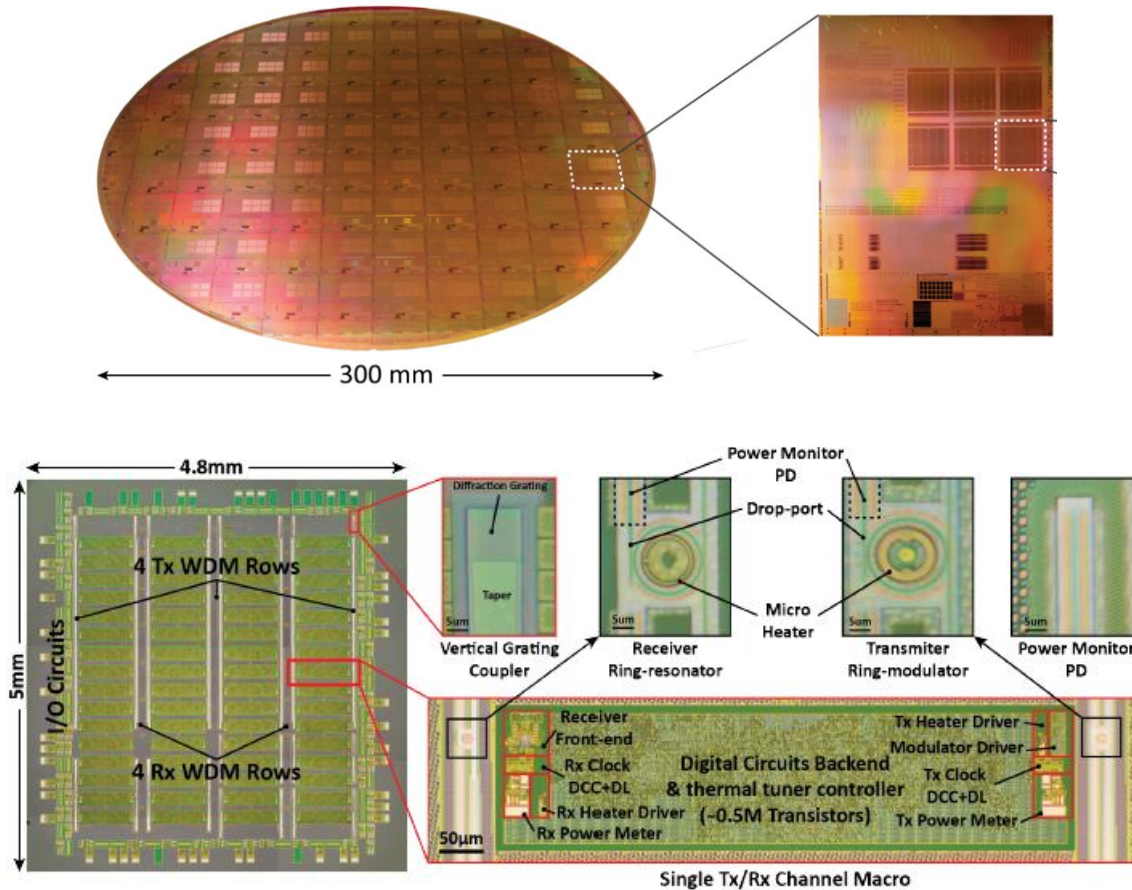 300 mm
4.8mm
5mm
I/O Circuits
4 Tx WDM Rows
4 Rx WDM Rows
Diffraction Grating
Taper
5um
Vertical Grating
Coupler
Power Monitor
PD
Drop-port
Micro
Heater
5um
Receiver
Ring-resonator
5um
Transmiter
Ring-modulator
5um
Power Monitor
PD
Receiver
Front-end
Rx Clock
DCC+DL
Rx Heater Driver
Rx Power Meter
50μm
Digital Circuits Backend
& thermal tuner controller
(~0.5M Transistors)
Tx Heater Driver
Modulator Driver
Tx Clock
DCC+DL
Tx Power Meter
Single Tx/Rx Channel Macro